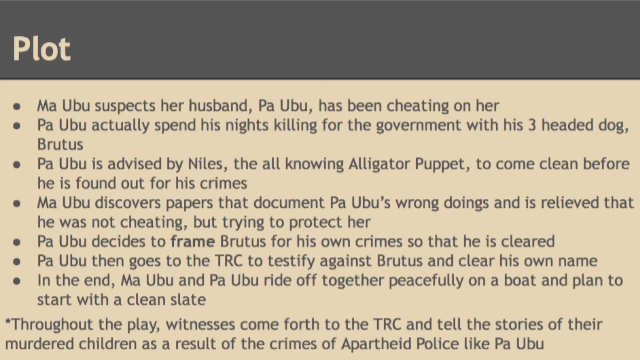 Plot
● Ma Ubu suspects her husband, Pa Ubu, has been cheating on her
● Pa Ubu actually spend his nights killing for the government with his 3 headed dog,
Brutus
● Pa Ubu is advised by Niles, the all knowing Alligator Puppet, to come clean before
he is found out for his crimes
● Ma Ubu discovers papers that document Pa Ubu’s wrong doings and is relieved that
he was not cheating, but trying to protect her
● Pa Ubu decides to frame Brutus for his own crimes so that he is cleared
● Pa Ubu then goes to the TRC to testify against Brutus and clear his own name
● In the end, Ma Ubu and Pa Ubu ride off together peacefully on a boat and plan to
start with a clean slate
*Throughout the play, witnesses come forth to the TRC and tell the stories of their
murdered children as a result of the crimes of Apartheid Police like Pa Ubu